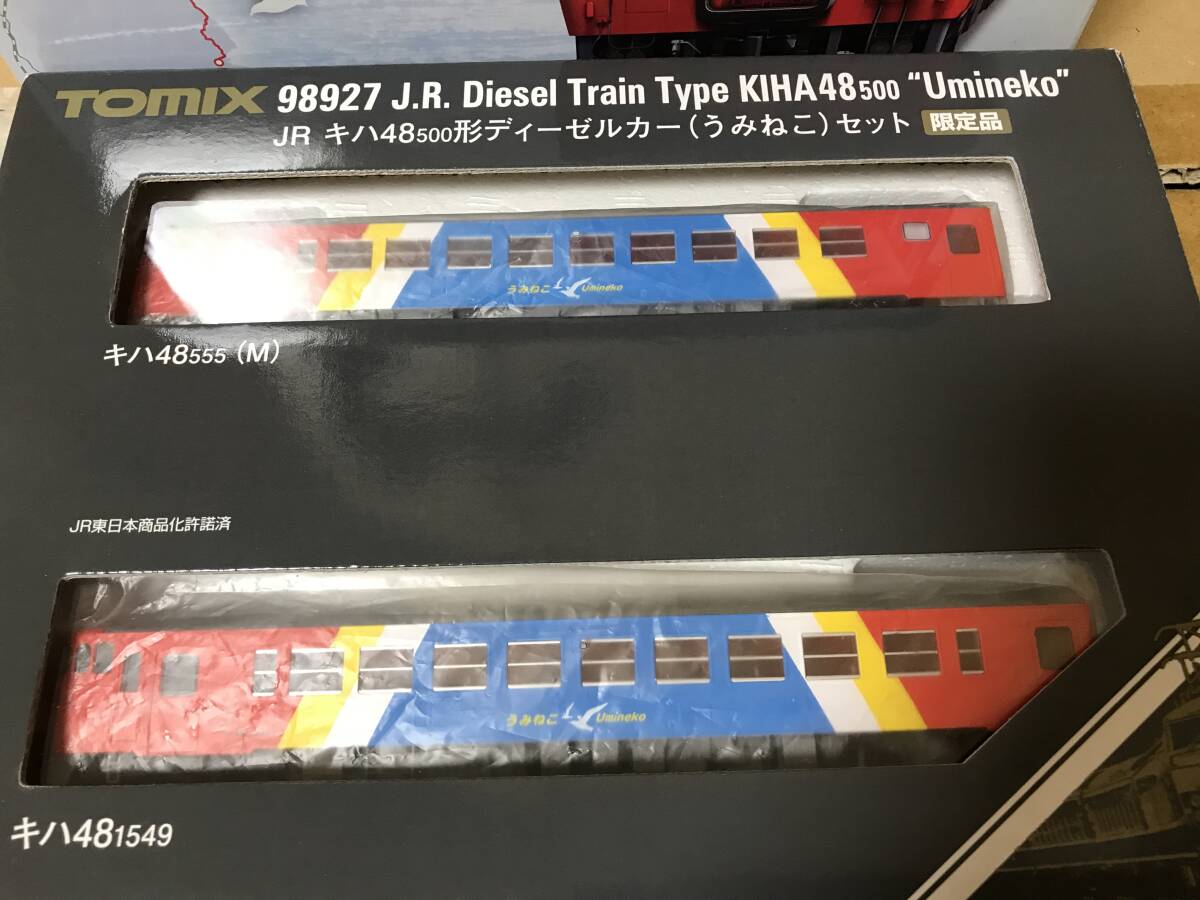 TOMIX 98927 J.R. Diesel Train Type KIHA48500 "Umineko"
JR キハ48500形ディーゼルカー(うみねこ)セット 限定品
うみねこ Umineko
キハ48555 (M)
JR東日本商品化許諾済
うみねこ Umineko
キハ481549